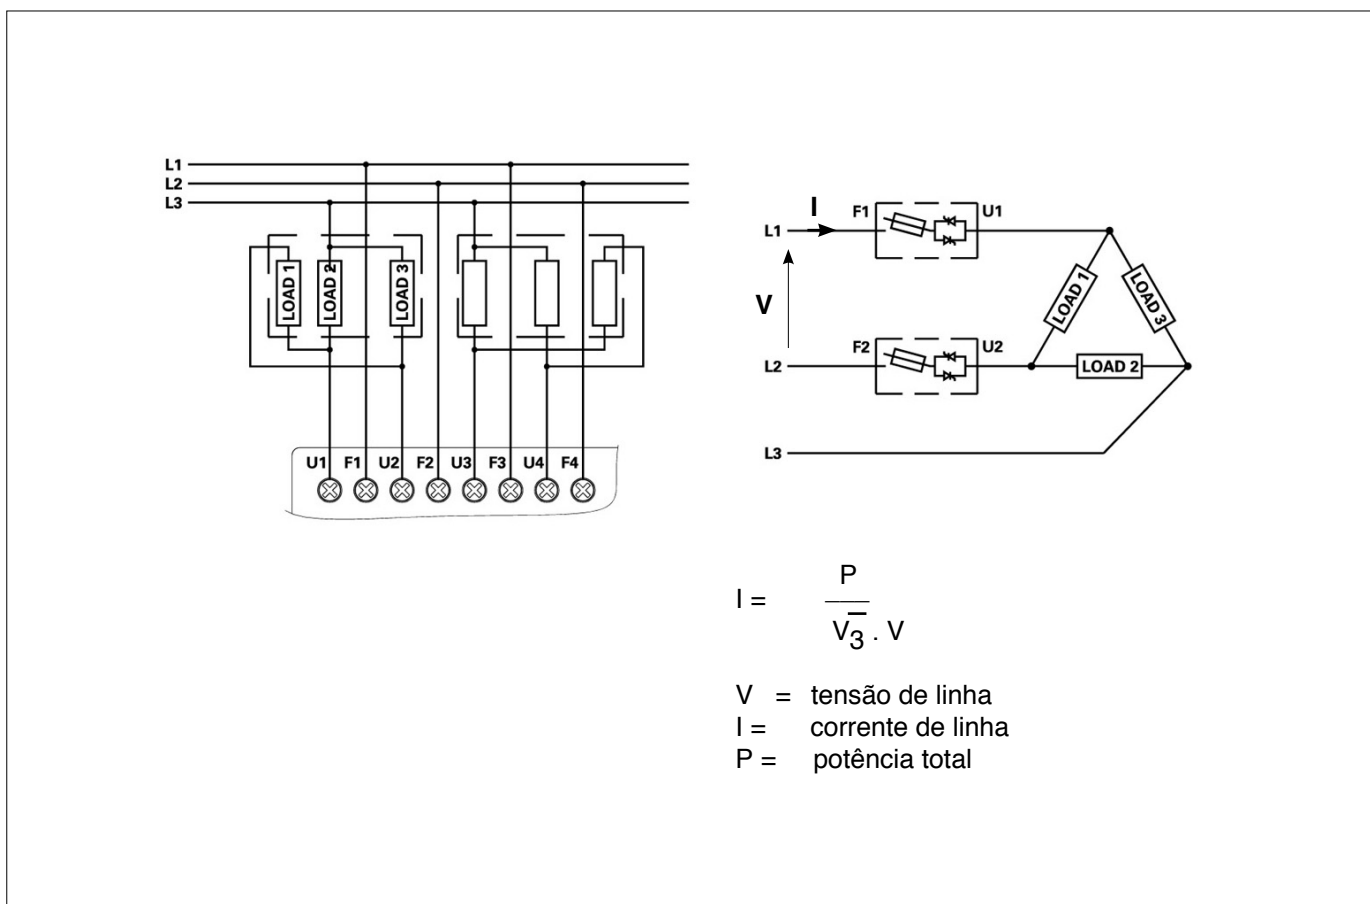 L1
L2
L3
LOAD 1
LOAD 2
LOAD 3
U1 F1 U2 F2 U3 F3 U4 F4
I
F1 U1
L1
LOAD 1
LOAD 3
V
F2 U2
L2
LOAD 2
L3
P
I =
V3 . V
V = tensão de linha
I = corrente de linha
P = potência total